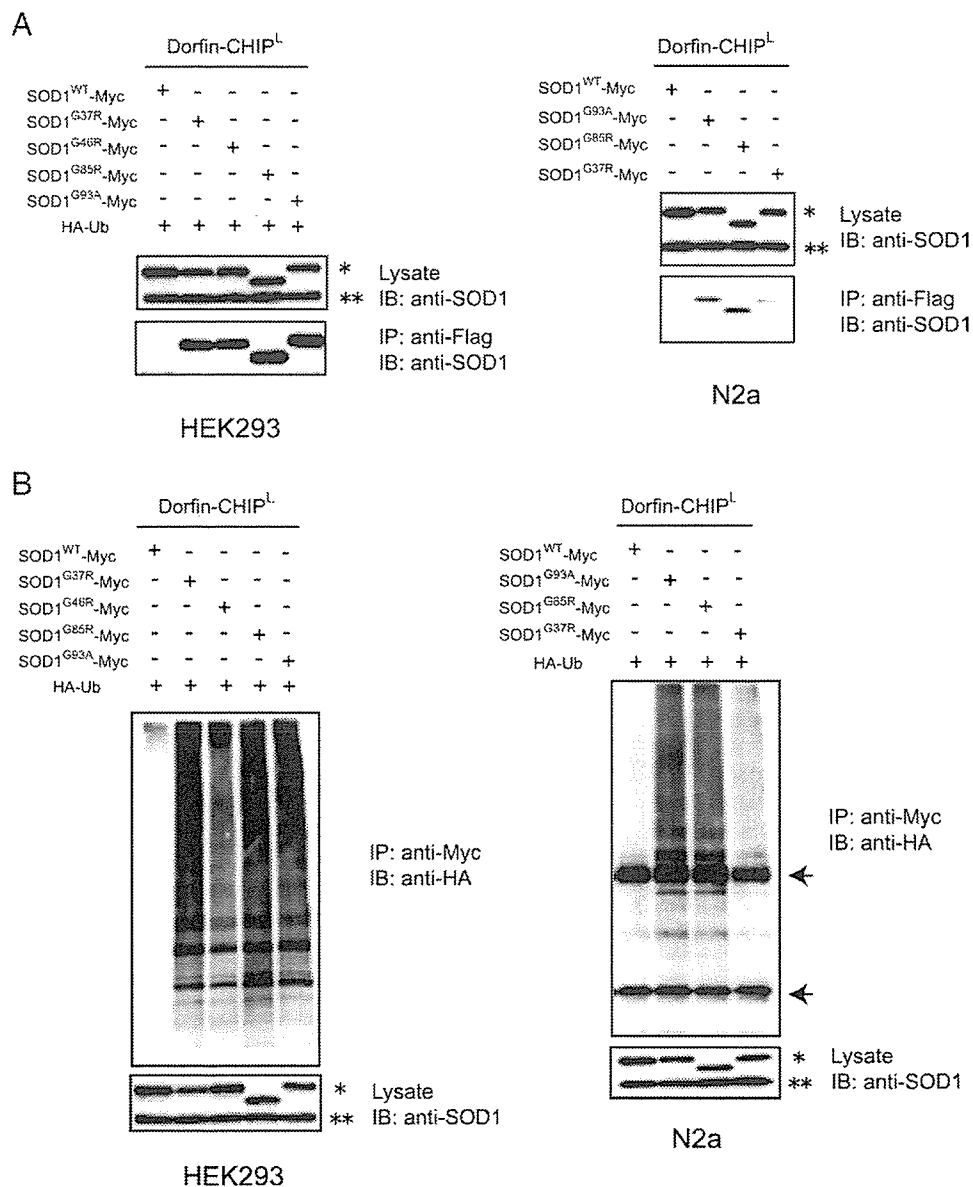 A
Dorfin-CHIP^L
SOD1^WT-Myc + - - - -
SOD1^G37R-Myc - + - - -
SOD1^G46R-Myc - - + - -
SOD1^G85R-Myc - - - + -
SOD1^G93A-Myc - - - - +
HA-Ub + + + + +
* Lysate
** IB: anti-SOD1
IP: anti-Flag
IB: anti-SOD1
HEK293
Dorfin-CHIP^L
SOD1^WT-Myc + - - -
SOD1^G93A-Myc - + - -
SOD1^G85R-Myc - - + -
SOD1^G37R-Myc - - - +
* Lysate
** IB: anti-SOD1
IP: anti-Flag
IB: anti-SOD1
N2a
B
Dorfin-CHIP^L
SOD1^WT-Myc + - - - -
SOD1^G37R-Myc - + - - -
SOD1^G46R-Myc - - + - -
SOD1^G85R-Myc - - - + -
SOD1^G93A-Myc - - - - +
HA-Ub + + + + +
IP: anti-Myc
IB: anti-HA
* Lysate
** IB: anti-SOD1
HEK293
Dorfin-CHIP^L
SOD1^WT-Myc + - - -
SOD1^G93A-Myc - + - -
SOD1^G85R-Myc - - + -
SOD1^G37R-Myc - - - +
HA-Ub + + + +
IP: anti-Myc
IB: anti-HA
* Lysate
** IB: anti-SOD1
N2a